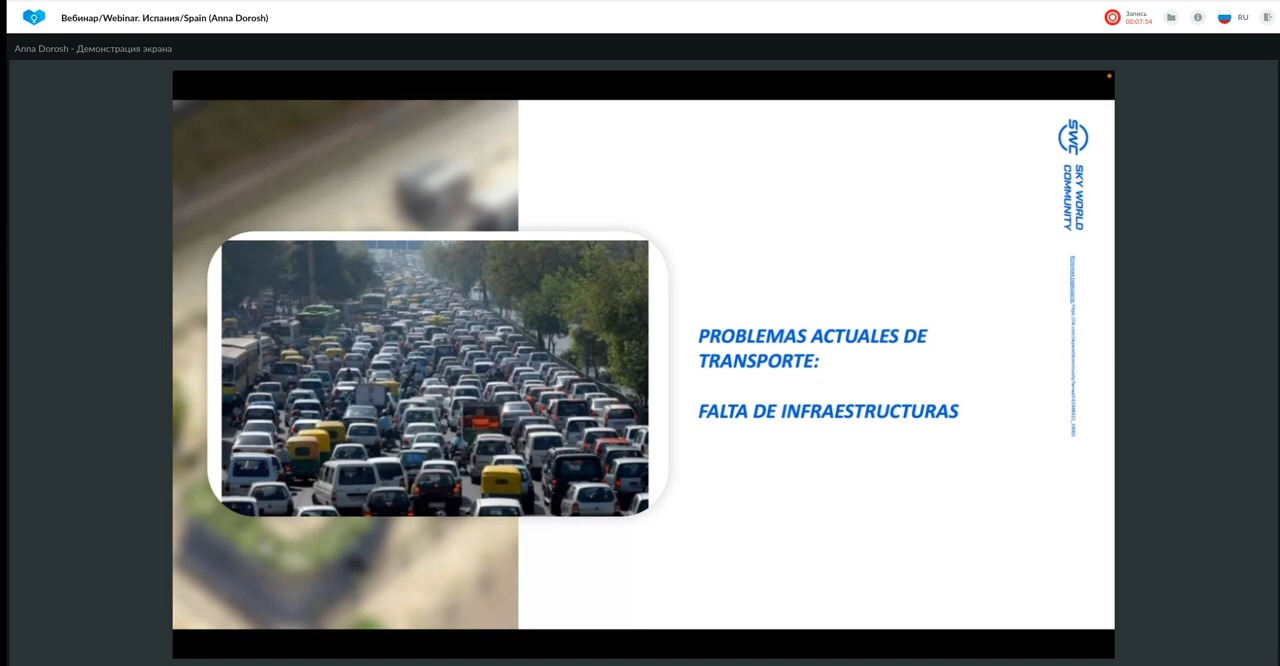 Вебинар/Webinar. Испания/Spain (Anna Dorosh)
Запись
00:07:54
RU
Anna Dorosh - Демонстрация экрана
SWC
SKY WORLD
COMMUNITY
PROBLEMAS ACTUALES DE
TRANSPORTE:
FALTA DE INFRAESTRUCTURAS